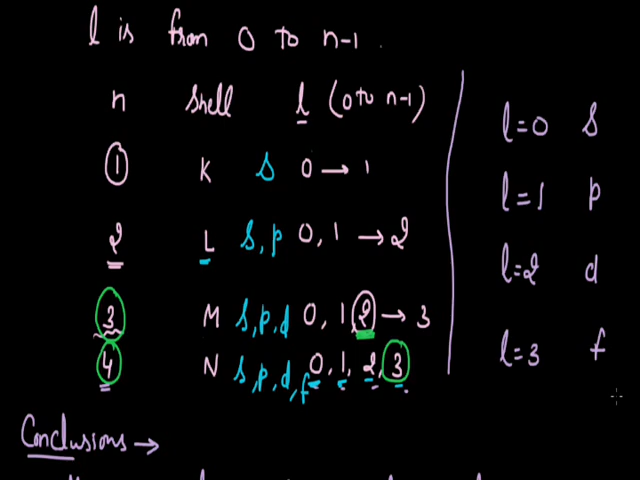 l is from 0 to n-1.
n shell l (0 to n-1)
1 K s 0 → 1
2 L s,p 0, 1 → 2
3 M s,p,d 0, 1 2 → 3
4 N s,p,d,f 0, 1, 2, 3
l=0 s
l=1 p
l=2 d
l=3 f
Conclusions →